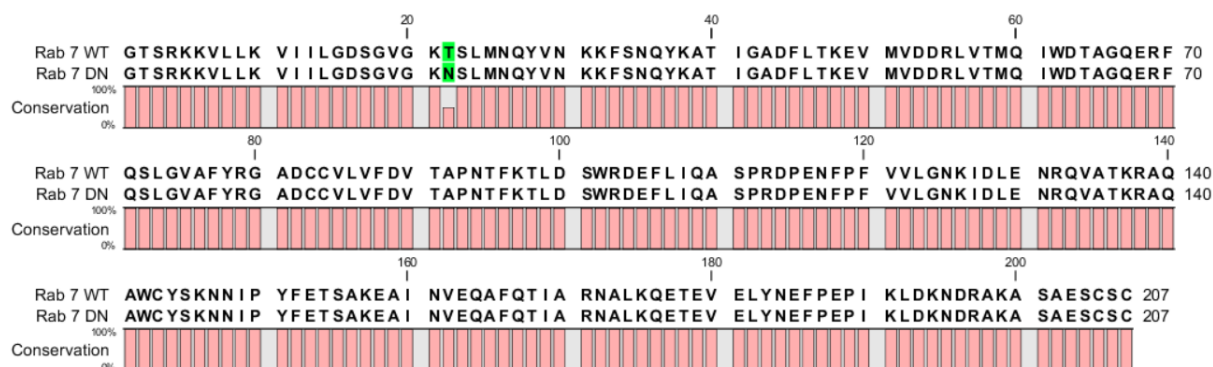 20 40 60
Rab 7 WT GTSRKKVLLK VIILGDSGVG KTSLMNQYVN KKFSNQYKAT IGADFLTKEV MVDDRLVTMQ IWDTAGQERF 70
Rab 7 DN GTSRKKVLLK VIILGDSGVG KNSLMNQYVN KKFSNQYKAT IGADFLTKEV MVDDRLVTMQ IWDTAGQERF 70
100%
Conservation
0%
80 100 120 140
Rab 7 WT QSLGVAFYRG ADCCVLVFDV TAPNTFKTLD SWRDEFLIQA SPRDPENFPF VVLGNKIDLE NRQVATKRAQ 140
Rab 7 DN QSLGVAFYRG ADCCVLVFDV TAPNTFKTLD SWRDEFLIQA SPRDPENFPF VVLGNKIDLE NRQVATKRAQ 140
100%
Conservation
0%
160 180 200
Rab 7 WT AWCYSKNNIP YFETSAKEAI NVEQAFQTIA RNALKQETEV ELYNEFPEPI KLDKNDRAKA SAESCSC 207
Rab 7 DN AWCYSKNNIP YFETSAKEAI NVEQAFQTIA RNALKQETEV ELYNEFPEPI KLDKNDRAKA SAESCSC 207
100%
Conservation
0%